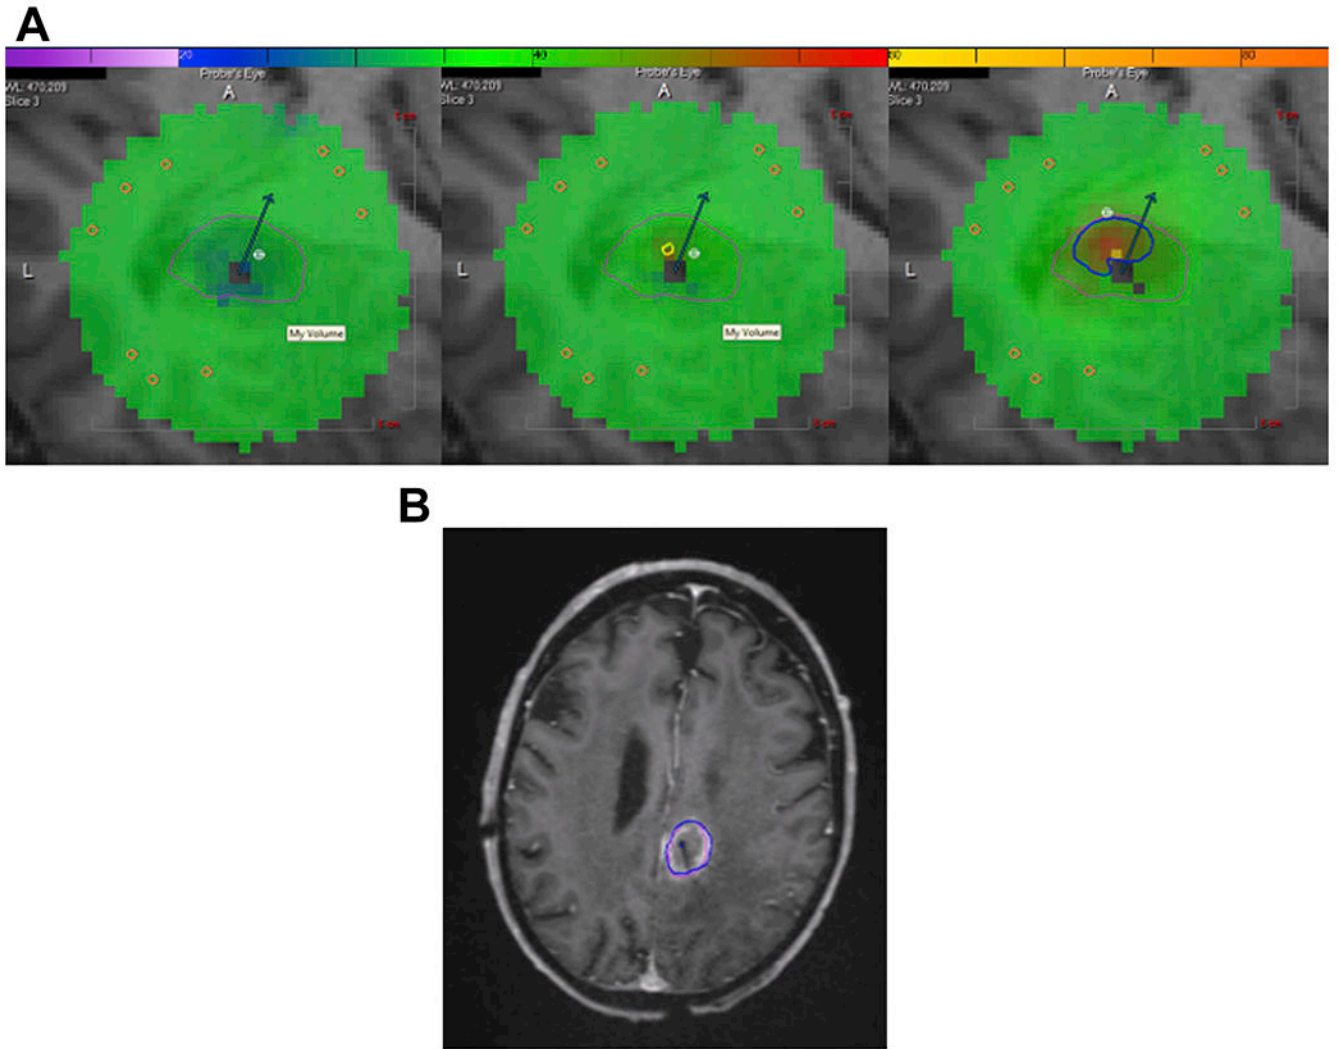 A
20 40 60 80
Probe's Eye Probe's Eye Probe's Eye
WL: 470,209 WL: 470,209 WL: 470,209
Slice 3 Slice 3 Slice 3
A A A
5 cm 5 cm 5 cm
L L L
My Volume My Volume
5 cm 5 cm 5 cm
B